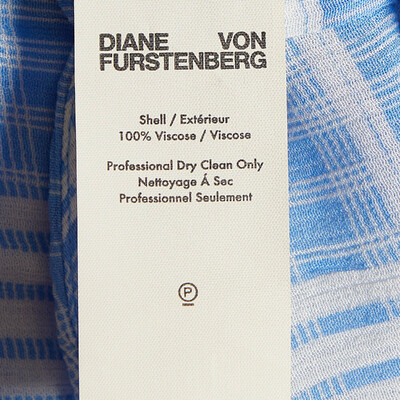 DIANE VON
FURSTENBERG
Shell / Extérieur
100% Viscose / Viscose
Professional Dry Clean Only
Nettoyage Á Sec
Professionnel Seulement
P